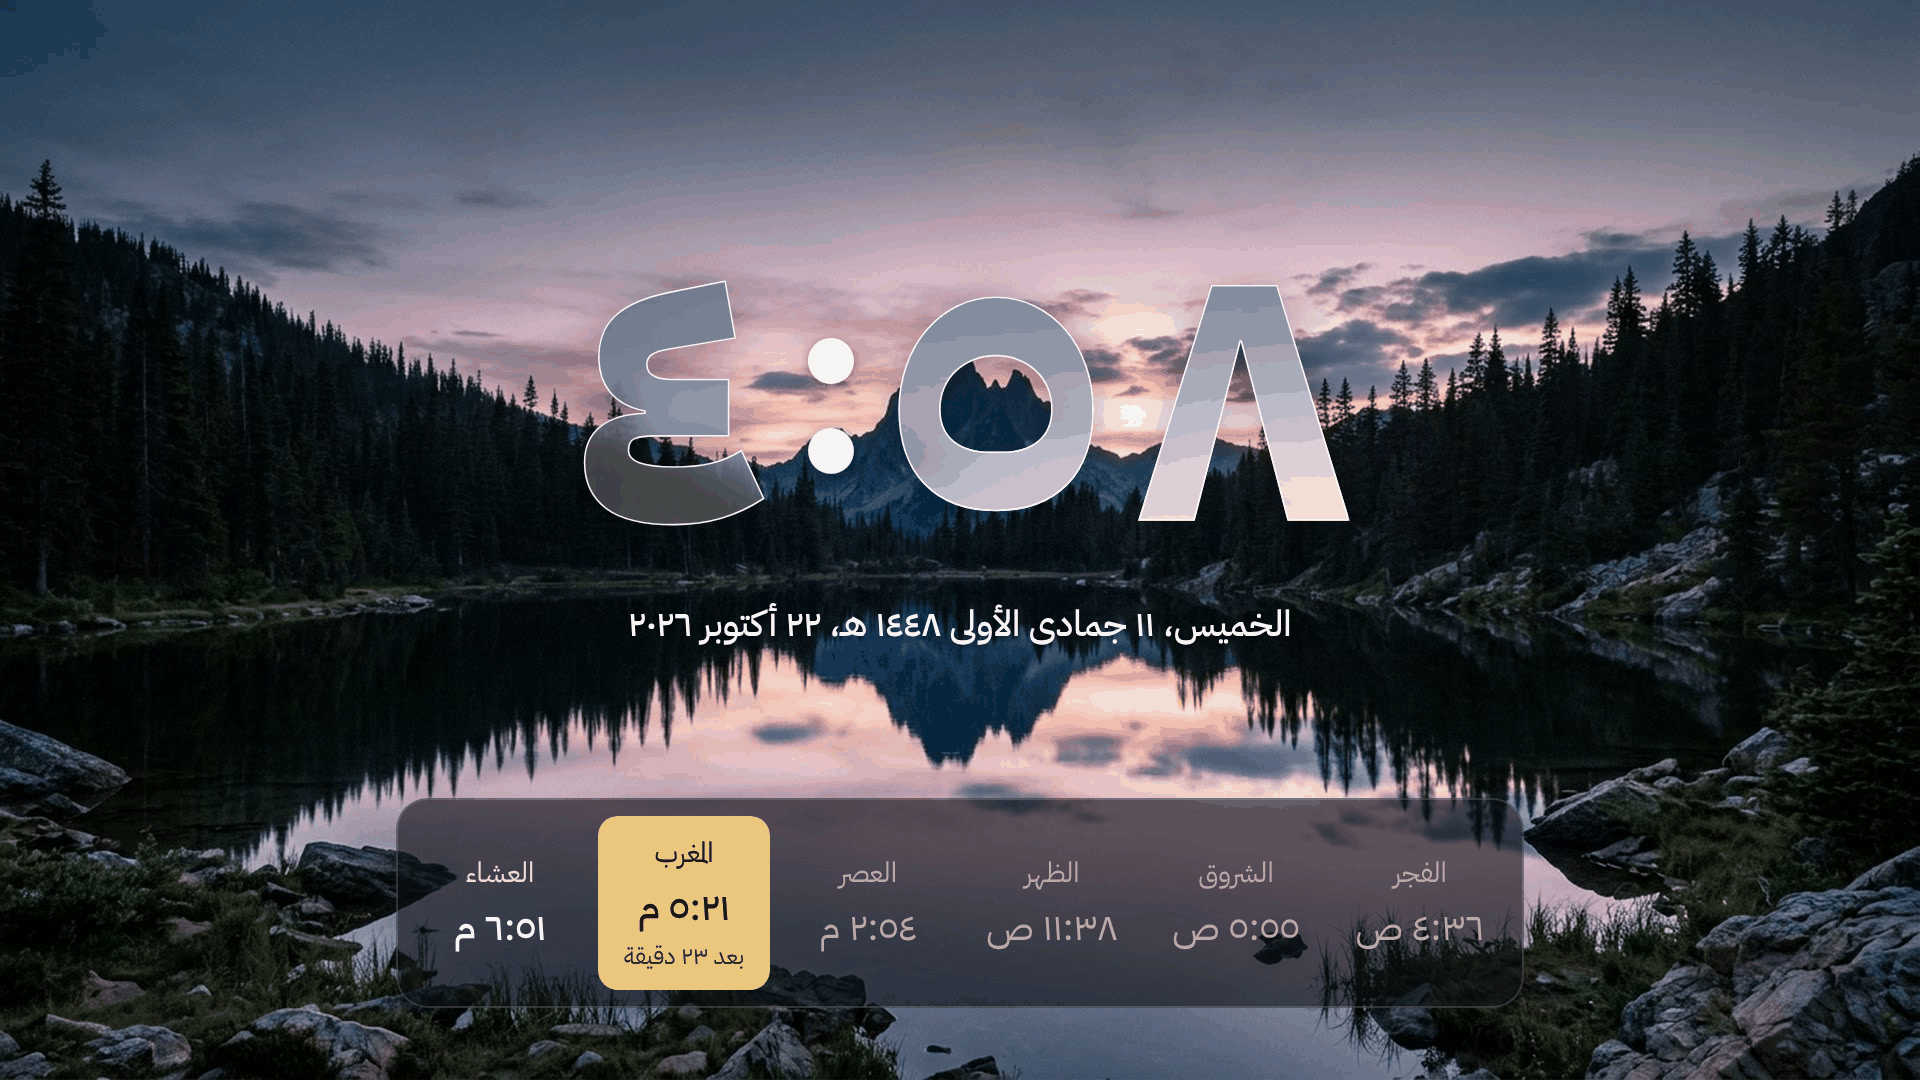 ٤:٥٨
الخميس، ١١ جمادى الأولى ١٤٤٨ هـ، ٢٢ أكتوبر ٢٠٢٦
الفجر
٤:٣٦ ص
الشروق
٥:٥٥ ص
الظهر
١١:٣٨ ص
العصر
٢:٥٤ م
المغرب
٥:٢١ م
بعد ٢٣ دقيقة
العشاء
٦:٥١ م